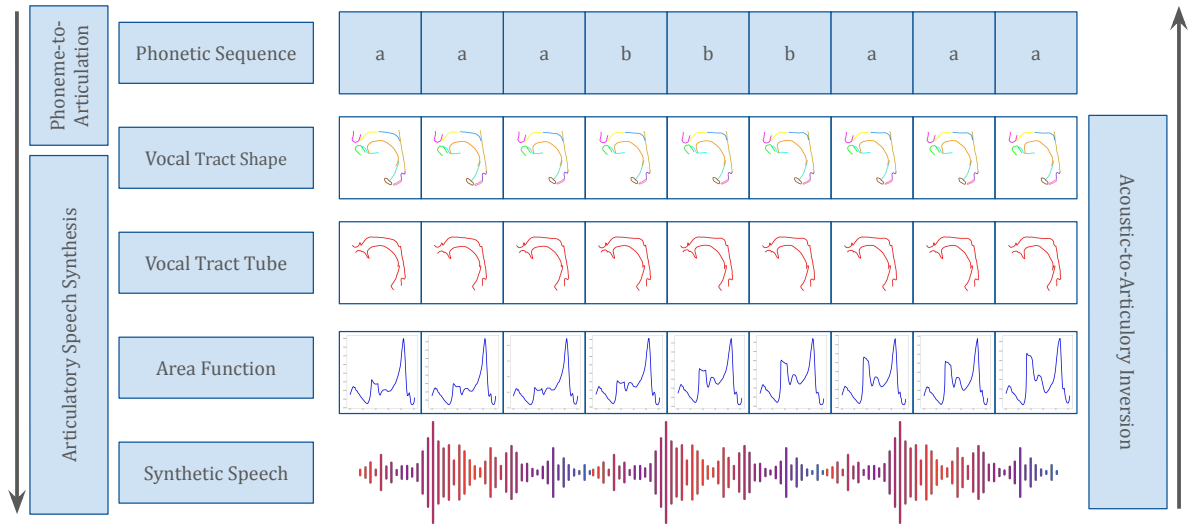 Phoneme-to-
Articulation
Phonetic Sequence
a a a b b b a a a
Vocal Tract Shape
Articulatory Speech Synthesis
Vocal Tract Tube
Area Function
Synthetic Speech
Acoustic-to-Articulory Inversion